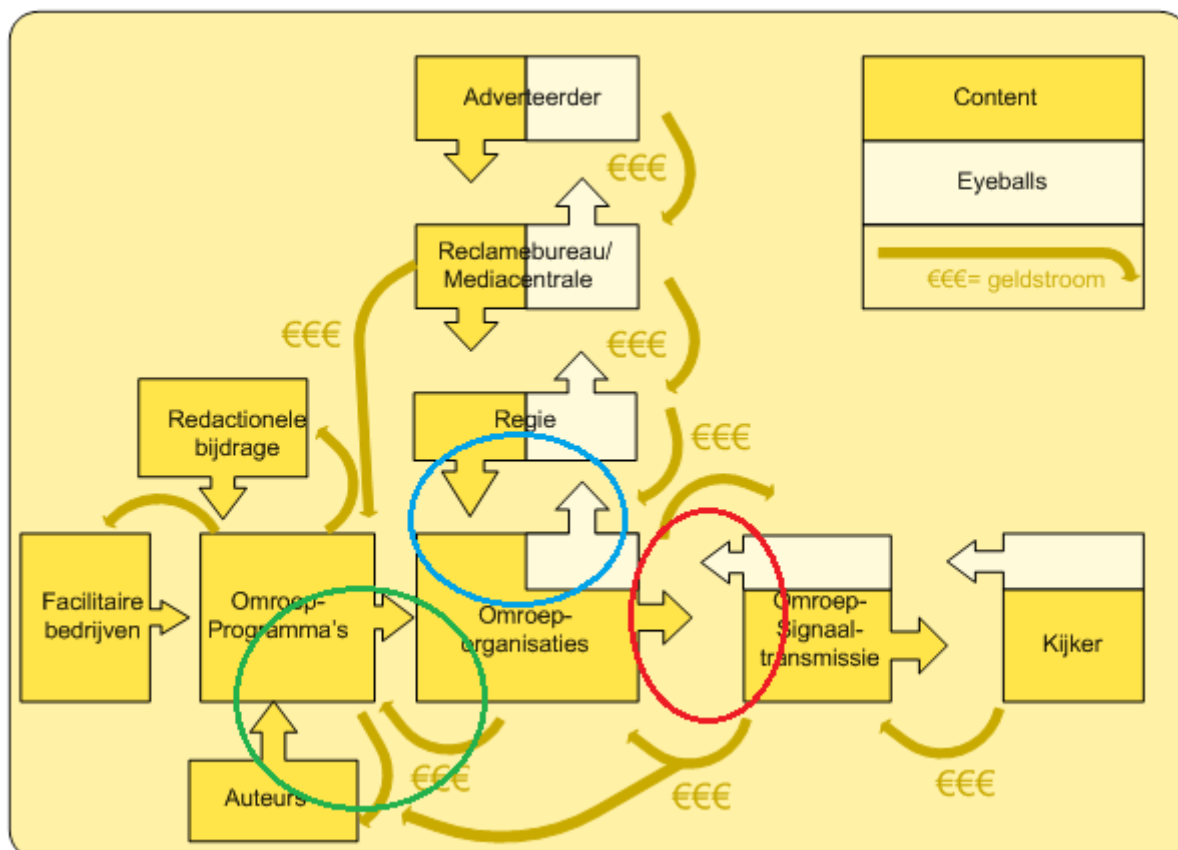 Adverteerder
Content
€€€
Eyeballs
Reclamebureau/
Mediacentrale
€€€= geldstroom
€€€
€€€
Redactionele
bijdrage
Regie
€€€
Facilitaire
bedrijven
Omroep-
Programma's
Omroep-
organisaties
Omroep-
Signaal-
transmissie
Kijker
Auteurs
€€€
€€€
€€€